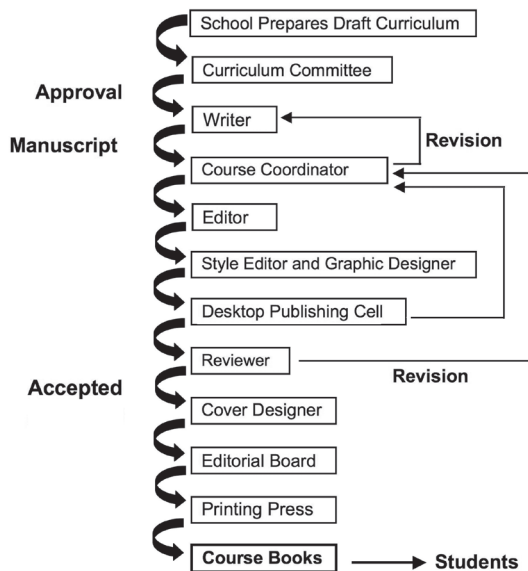 School Prepares Draft Curriculum
Curriculum Committee
Approval
Writer
Revision
Manuscript
Course Coordinator
Editor
Style Editor and Graphic Designer
Desktop Publishing Cell
Reviewer
Revision
Accepted
Cover Designer
Editorial Board
Printing Press
Course Books
Students